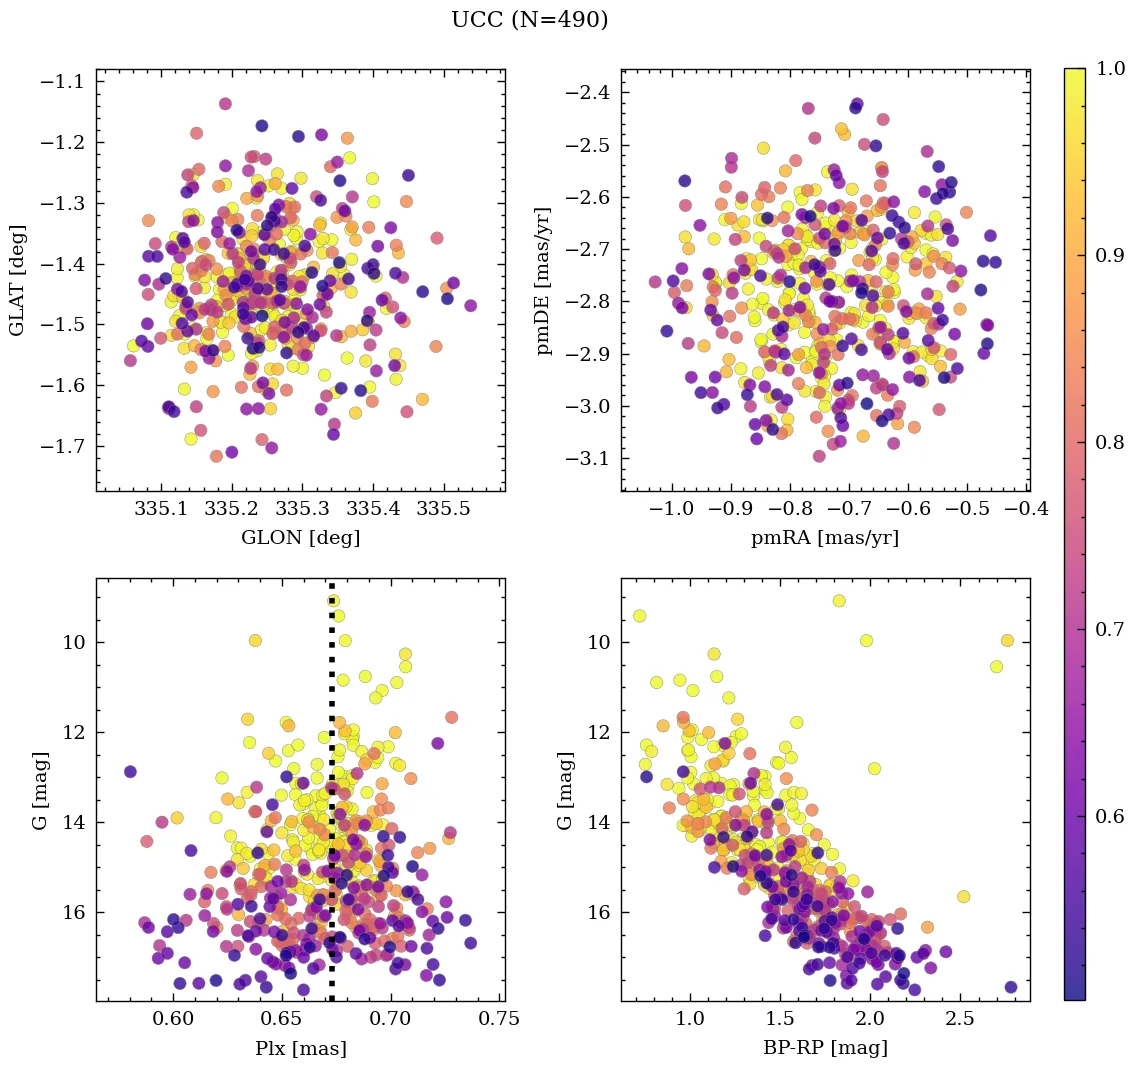 UCC (N=490)
−1.1
−1.2
−1.3
−1.4
−1.5
−1.6
−1.7
GLAT [deg]
335.1 335.2 335.3 335.4 335.5
GLON [deg]
−2.4
−2.5
−2.6
−2.7
−2.8
−2.9
−3.0
−3.1
pmDE [mas/yr]
−1.0 −0.9 −0.8 −0.7 −0.6 −0.5 −0.4
pmRA [mas/yr]
1.0
0.9
0.8
0.7
0.6
10
12
14
16
G [mag]
0.60 0.65 0.70 0.75
Plx [mas]
10
12
14
16
G [mag]
1.0 1.5 2.0 2.5
BP-RP [mag]